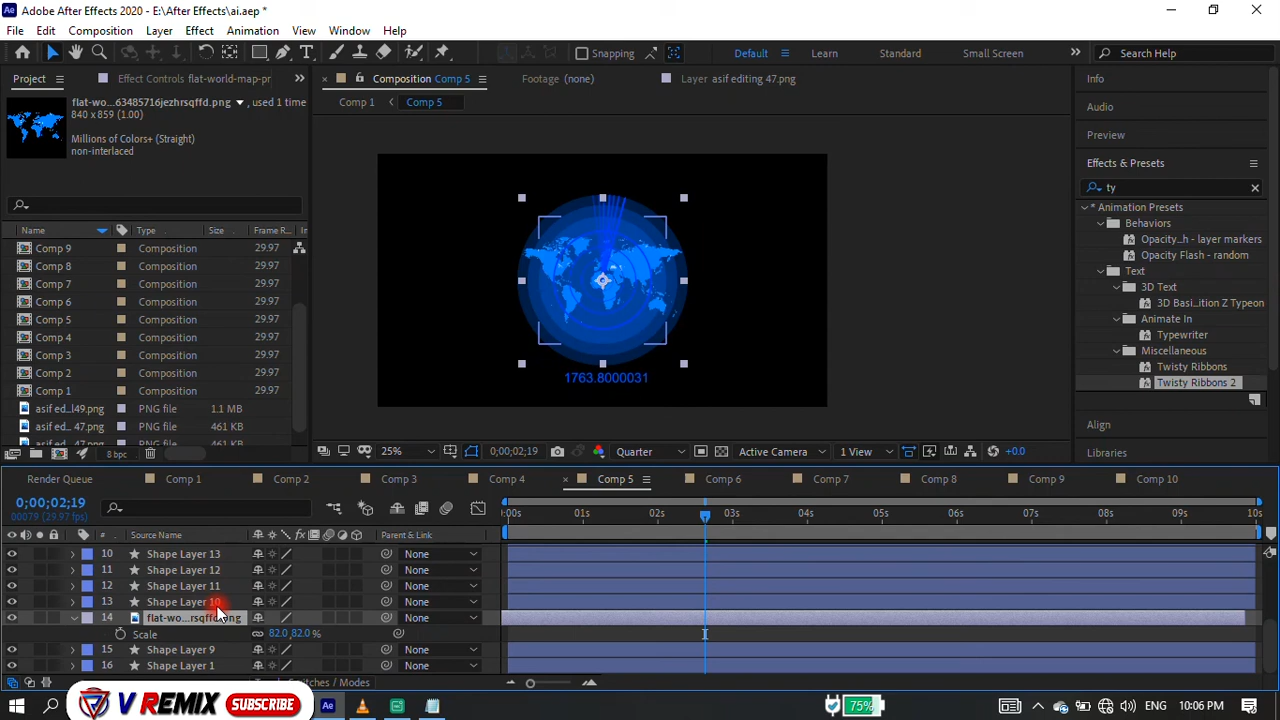 Adobe After Effects 2020 - E:\After Effects\ai.aep *
File Edit Composition Layer Effect Animation View Window Help
Snapping Default Learn Standard Small Screen Search Help
Project Effect Controls flat-world-map-pr Composition Comp 5 Footage (none) Layer asif editing 47.png Info
flat-wo...63485716jezhrsqffd.png, used 1 time
840 x 859 (1.00)
Millions of Colors+ (Straight)
non-interlaced
Comp 1 Comp 5
Audio
Preview
Effects & Presets
ty
Name Type Size Frame R... I
Comp 9 Composition 29.97
Comp 8 Composition 29.97
Comp 7 Composition 29.97
Comp 6 Composition 29.97
Comp 5 Composition 29.97
Comp 4 Composition 29.97
Comp 3 Composition 29.97
Comp 2 Composition 29.97
Comp 1 Composition 29.97
asif ed...l49.png PNG file 1.1 MB
asif ed... 47.png PNG file 461 KB
asif ed... 47.png PNG file 461 KB
8 bpc
1763.8000031
* Animation Presets
Behaviors
Opacity...h - layer markers
Opacity Flash - random
Text
3D Text
3D Basi...ition Z Typeon
Animate In
Typewriter
Miscellaneous
Twisty Ribbons
Twisty Ribbons 2
Align
Libraries
25% 0;00;02;19 Quarter Active Camera 1 View +0.0
Render Queue Comp 1 Comp 2 Comp 3 Comp 4 Comp 5 Comp 6 Comp 7 Comp 8 Comp 9 Comp 10
0;00;02;19
00079 (29.97 fps)
:00s 01s 02s 03s 04s 05s 06s 07s 08s 09s 10s
# Source Name Parent & Link
10 Shape Layer 13 None
11 Shape Layer 12 None
12 Shape Layer 11 None
13 Shape Layer 10 None
14 flat-wo...rsqffd.png None
Scale 82.0,82.0 %
15 Shape Layer 9 None
16 Shape Layer 1 None
Switches / Modes
V REMIX SUBSCRIBE 75% ENG 10:06 PM